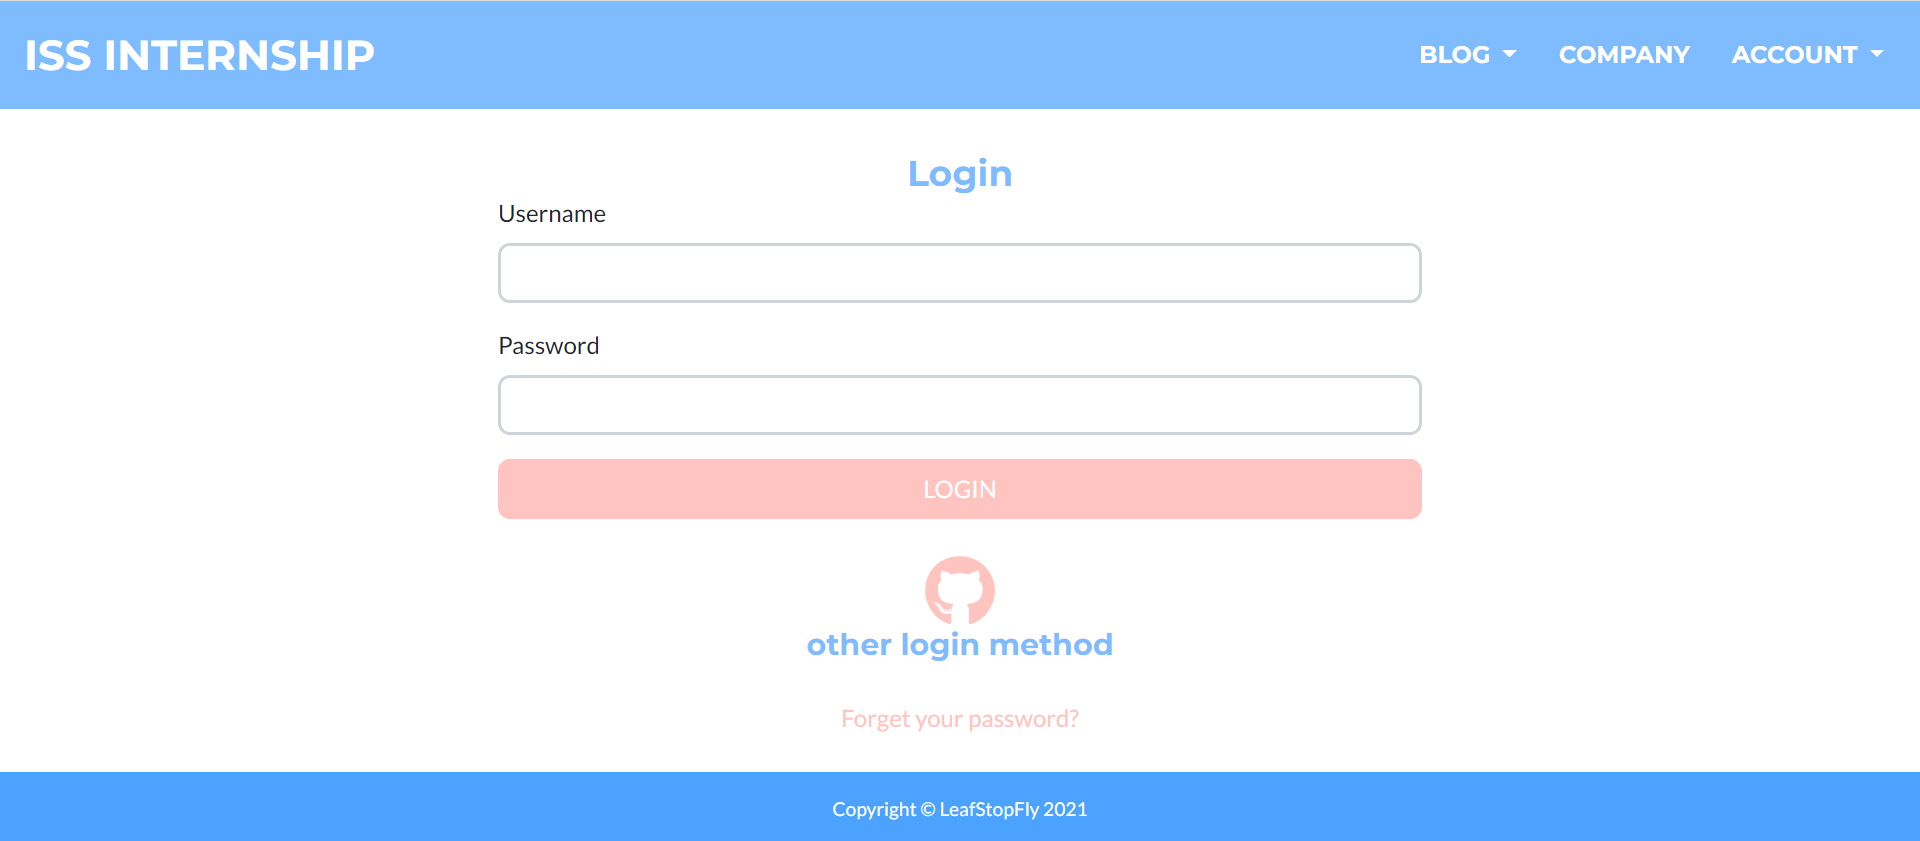 ISS INTERNSHIP
BLOG COMPANY ACCOUNT
Login
Username
Password
LOGIN
other login method
Forget your password?
Copyright © LeafStopFly 2021